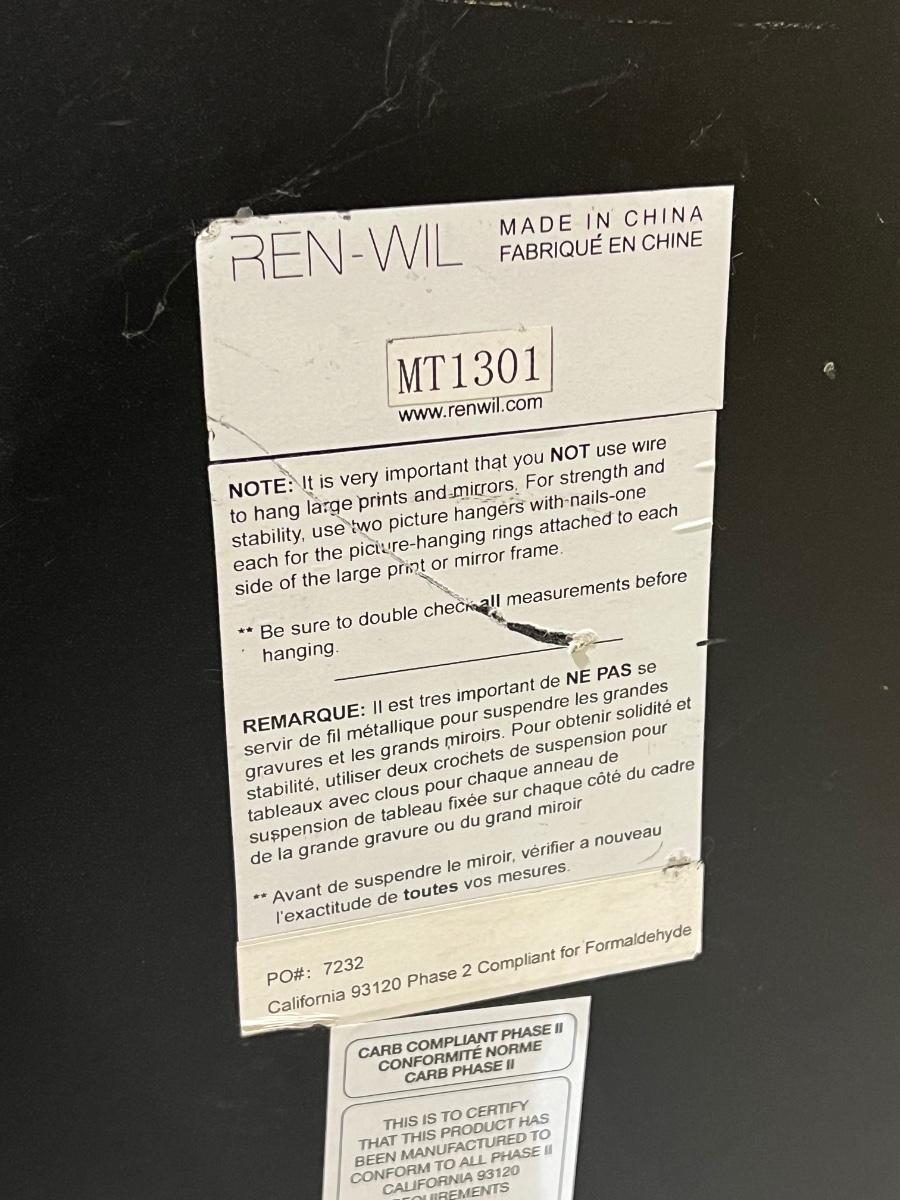 REN-WIL
MADE IN CHINA
FABRIQUÉ EN CHINE
MT1301
www.renwil.com
NOTE: It is very important that you NOT use wire
to hang large prints and mirrors. For strength and
stability, use two picture hangers with nails-one
each for the picture-hanging rings attached to each
side of the large print or mirror frame.
** Be sure to double check all measurements before
hanging.
REMARQUE: Il est tres important de NE PAS se
servir de fil métallique pour suspendre les grandes
gravures et les grands miroirs. Pour obtenir solidité et
stabilité, utiliser deux crochets de suspension pour
tableaux avec clous pour chaque anneau de
suspension de tableau fixée sur chaque côté du cadre
de la grande gravure ou du grand miroir
** Avant de suspendre le miroir, vérifier a nouveau
l'exactitude de toutes vos mesures.
PO#: 7232
California 93120 Phase 2 Compliant for Formaldehyde
CARB COMPLIANT PHASE II
CONFORMITÉ NORME
CARB PHASE II
THIS IS TO CERTIFY
THAT THIS PRODUCT HAS
BEEN MANUFACTURED TO
CONFORM TO ALL PHASE II
CALIFORNIA 93120
REQUIREMENTS